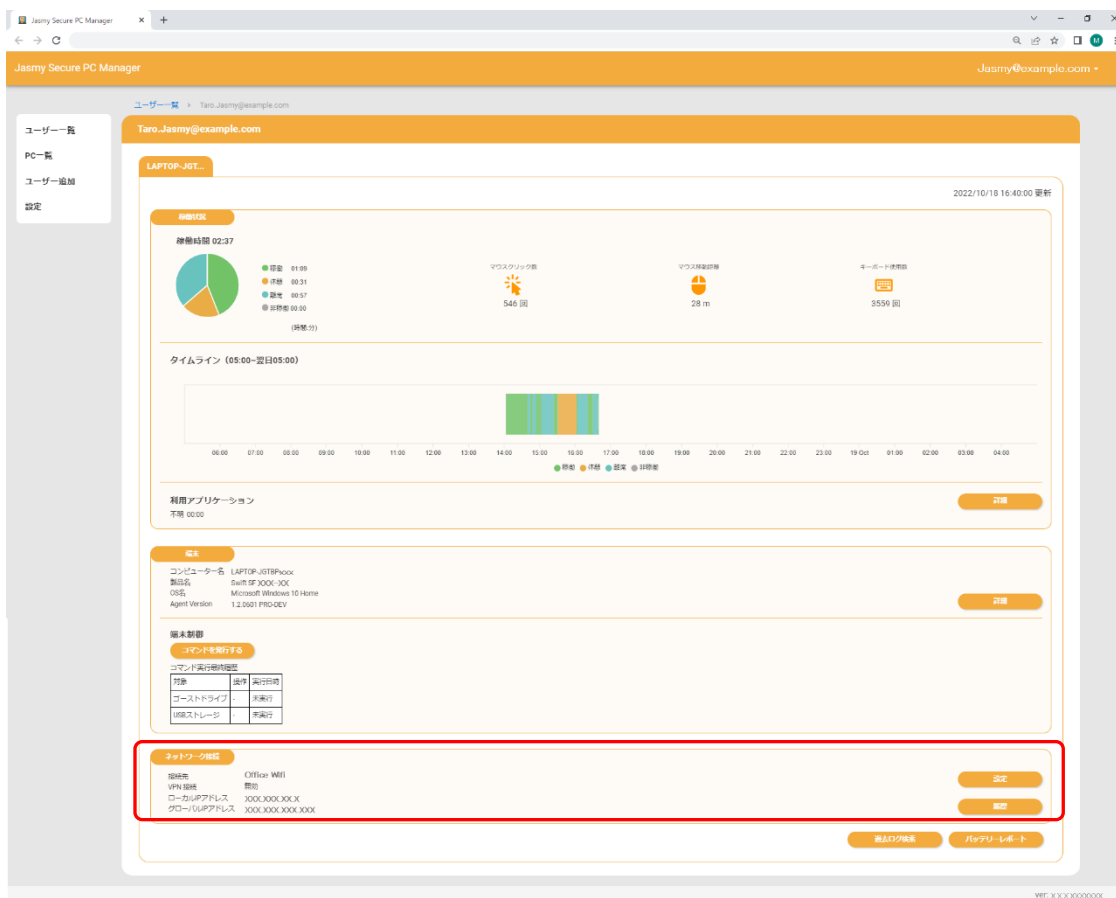 Jasmy Secure PC Manager
Jasmy Secure PC Manager
Jasmy@example.com
ユーザー一覧
PC一覧
ユーザー追加
設定
ユーザー一覧 > Taro.Jasmy@example.com
Taro.Jasmy@example.com
LAPTOP-JGT...
2022/10/18 16:40:00 更新
稼働状況
稼働時間 02:37
稼働 01:09
休憩 00:31
離席 00:57
非稼働 00:00
(時間:分)
マウスクリック数
546 回
マウス移動距離
28 m
キーボード使用数
3559 回
タイムライン（05:00~翌日05:00）
06:00 07:00 08:00 09:00 10:00 11:00 12:00 13:00 14:00 15:00 16:00 17:00 18:00 19:00 20:00 21:00 22:00 23:00 19 Oct 01:00 02:00 03:00 04:00
稼働 休憩 離席 非稼働
利用アプリケーション
不明 00:00
詳細
端末
コンピューター名 LAPTOP-JGTBPxxxx
製品名 Swift SF XXX-XX
OS名 Microsoft Windows 10 Home
Agent Version 1.2.0601 PRO-DEV
詳細
端末制御
コマンドを発行する
コマンド実行最終履歴
対象 操作 実行日時
ゴーストドライブ - 未実行
USBストレージ - 未実行
ネットワーク接続
接続先 Office Wifi
VPN 接続 無効
ローカルIPアドレス XXX.XXX.XX.X
グローバルIPアドレス XXX.XXX.XXX.XXX
設定
履歴
過去ログ検索
バッテリーレポート